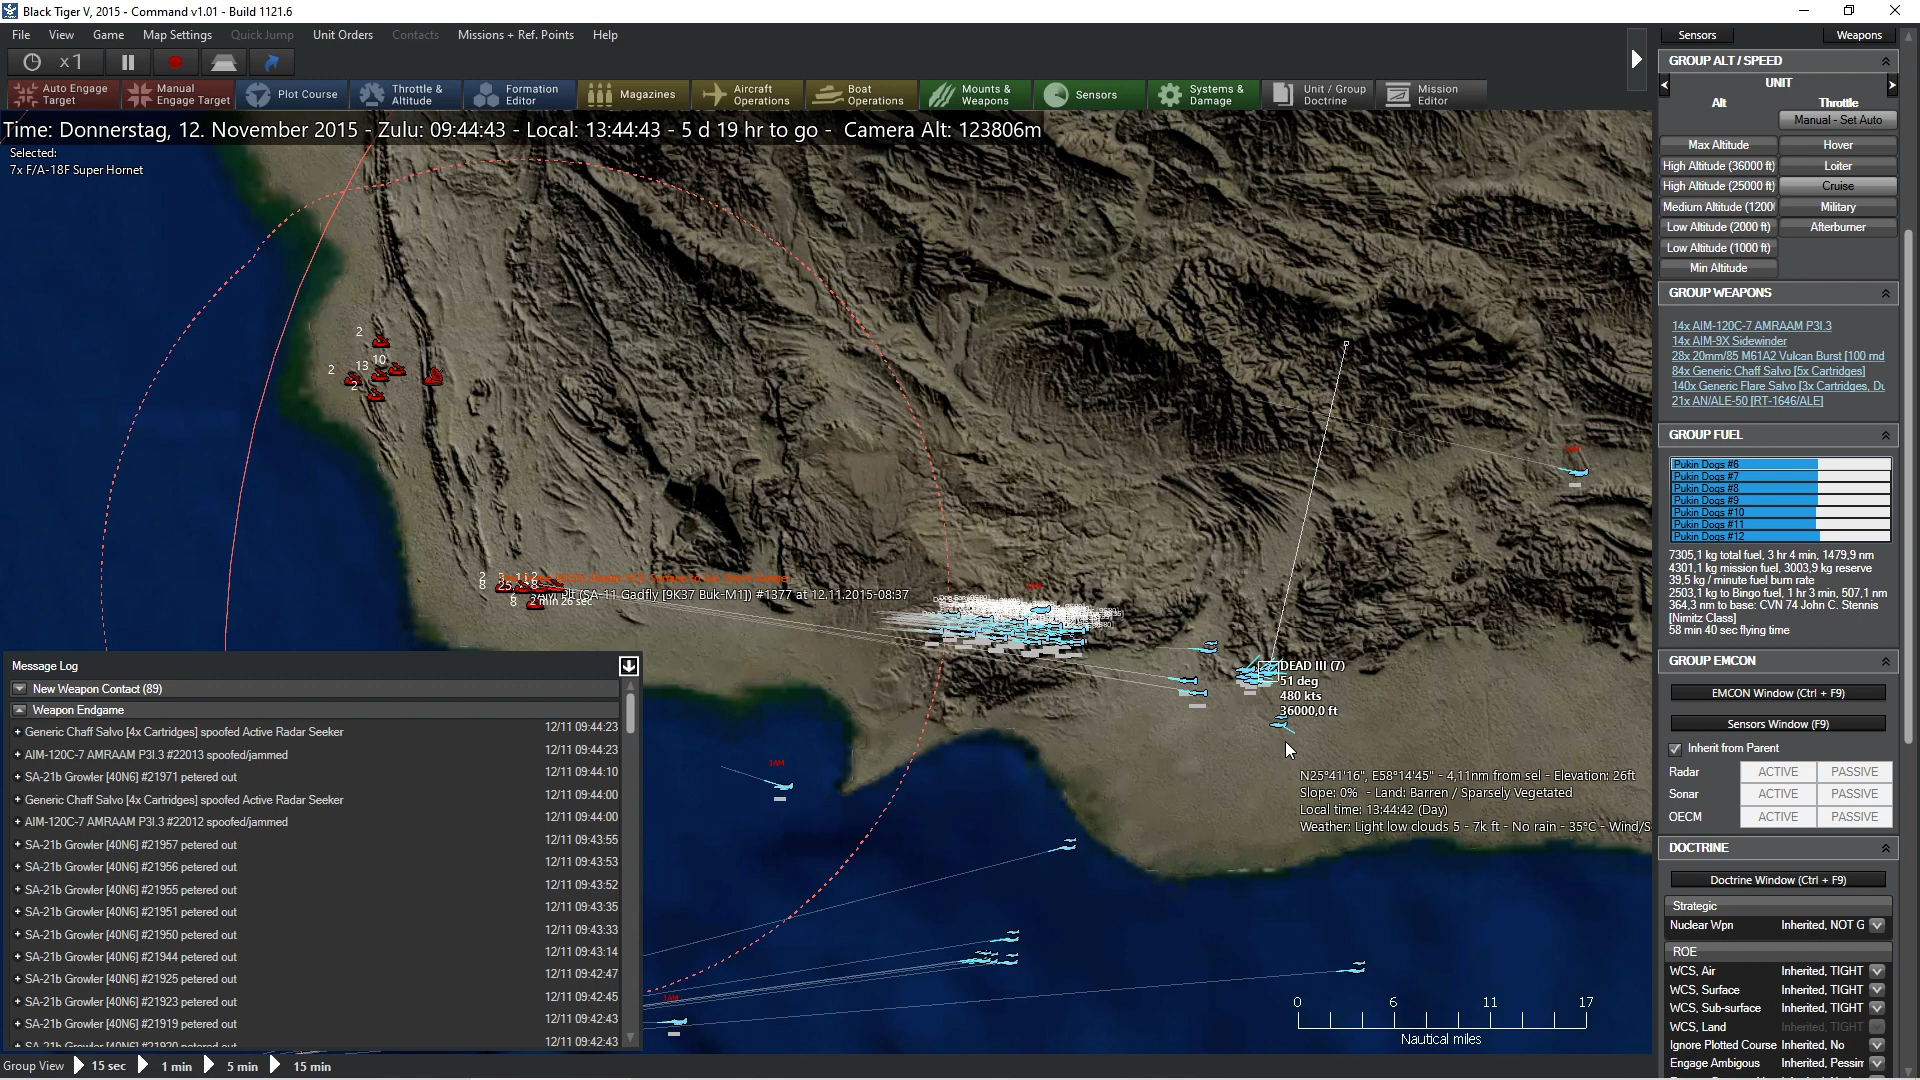 Black Tiger V, 2015 - Command v1.01 - Build 1121.6
File View Game Map Settings Quick Jump Unit Orders Contacts Missions + Ref. Points Help
x1
Auto Engage Target
Manual Engage Target
Plot Course
Throttle & Altitude
Formation Editor
Magazines
Aircraft Operations
Boat Operations
Mounts & Weapons
Sensors
Systems & Damage
Unit / Group Doctrine
Mission Editor
Time: Donnerstag, 12. November 2015 - Zulu: 09:44:43 - Local: 13:44:43 - 5 d 19 hr to go - Camera Alt: 123806m
Selected:
7x F/A-18F Super Hornet
2
10
13
2
2
(SA-11 Gadfly [9K37 Buk-M1]) #1377 at 12.11.2015-08:37
2 min 26 sec
JAM
DEAD III (7)
51 deg
480 kts
36000,0 ft
N25°41'16", E58°14'45" - 4,11nm from sel - Elevation: 26ft
Slope: 0% - Land: Barren / Sparsely Vegetated
Local time: 13:44:42 (Day)
Weather: Light low clouds 5 - 7k ft - No rain - 35°C - Wind/S
0 6 11 17
Nautical miles
Message Log
New Weapon Contact (89)
Weapon Endgame
+ Generic Chaff Salvo [4x Cartridges] spoofed Active Radar Seeker 12/11 09:44:23
+ AIM-120C-7 AMRAAM P3I.3 #22013 spoofed/jammed 12/11 09:44:23
+ SA-21b Growler [40N6] #21971 petered out 12/11 09:44:10
+ Generic Chaff Salvo [4x Cartridges] spoofed Active Radar Seeker 12/11 09:44:00
+ AIM-120C-7 AMRAAM P3I.3 #22012 spoofed/jammed 12/11 09:44:00
+ SA-21b Growler [40N6] #21957 petered out 12/11 09:43:55
+ SA-21b Growler [40N6] #21956 petered out 12/11 09:43:53
+ SA-21b Growler [40N6] #21955 petered out 12/11 09:43:52
+ SA-21b Growler [40N6] #21951 petered out 12/11 09:43:35
+ SA-21b Growler [40N6] #21950 petered out 12/11 09:43:33
+ SA-21b Growler [40N6] #21944 petered out 12/11 09:43:14
+ SA-21b Growler [40N6] #21925 petered out 12/11 09:42:47
+ SA-21b Growler [40N6] #21923 petered out 12/11 09:42:45
+ SA-21b Growler [40N6] #21919 petered out 12/11 09:42:43
+ SA-21b Growler [40N6] #21920 petered out 12/11 09:42:43
Group View 15 sec 1 min 5 min 15 min
Sensors Weapons
GROUP ALT / SPEED
UNIT
Alt Throttle
Manual - Set Auto
Max Altitude Hover
High Altitude (36000 ft) Loiter
High Altitude (25000 ft) Cruise
Medium Altitude (1200 Military
Low Altitude (2000 ft) Afterburner
Low Altitude (1000 ft)
Min Altitude
GROUP WEAPONS
14x AIM-120C-7 AMRAAM P3I.3
14x AIM-9X Sidewinder
28x 20mm/85 M61A2 Vulcan Burst [100 rnd
84x Generic Chaff Salvo [5x Cartridges]
140x Generic Flare Salvo [3x Cartridges, Du
21x AN/ALE-50 [RT-1646/ALE]
GROUP FUEL
Pukin Dogs #6
Pukin Dogs #7
Pukin Dogs #8
Pukin Dogs #9
Pukin Dogs #10
Pukin Dogs #11
Pukin Dogs #12
7305,1 kg total fuel, 3 hr 4 min, 1479,9 nm
4301,1 kg mission fuel, 3003,9 kg reserve
39,5 kg / minute fuel burn rate
2503,1 kg to Bingo fuel, 1 hr 3 min, 507,1 nm
364,3 nm to base: CVN 74 John C. Stennis
[Nimitz Class]
58 min 40 sec flying time
GROUP EMCON
EMCON Window (Ctrl + F9)
Sensors Window (F9)
Inherit from Parent
Radar ACTIVE PASSIVE
Sonar ACTIVE PASSIVE
OECM ACTIVE PASSIVE
DOCTRINE
Doctrine Window (Ctrl + F9)
Strategic
Nuclear Wpn Inherited, NOT G
ROE
WCS, Air Inherited, TIGHT
WCS, Surface Inherited, TIGHT
WCS, Sub-surface Inherited, TIGHT
WCS, Land Inherited, TIGHT
Ignore Plotted Course Inherited, No
Engage Ambiguous Inherited, Pessim